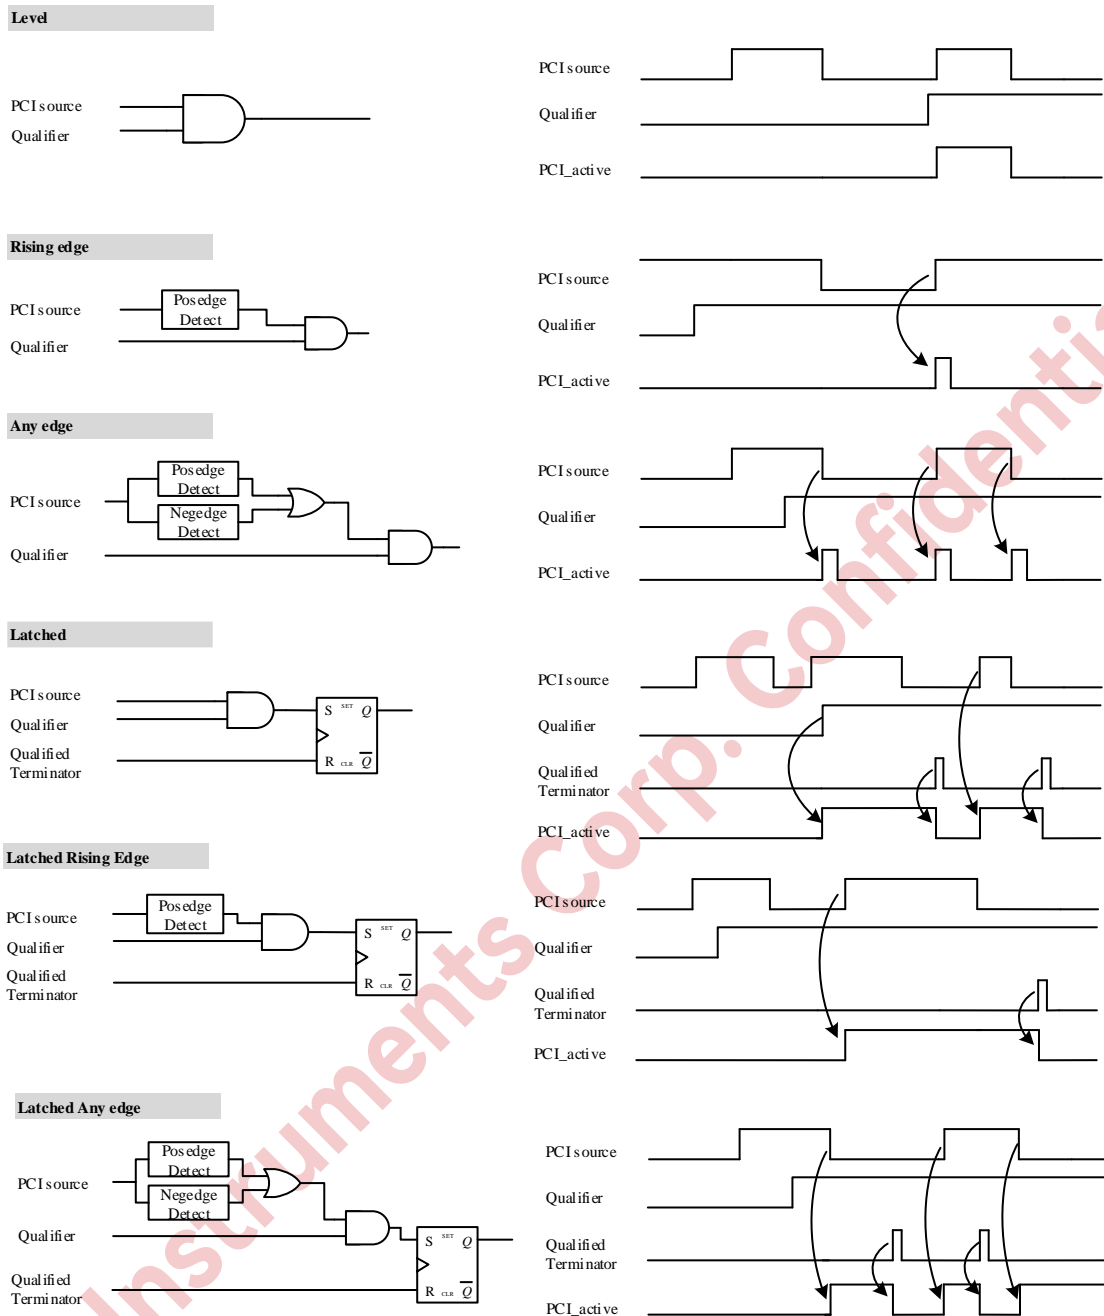 Level
PCI source
Qualifier
PCI source
Qualifier
PCI_active
Rising edge
PCI source
Posedge
Detect
Qualifier
PCI source
Qualifier
PCI_active
Any edge
PCI source
Posedge
Detect
Negedge
Detect
Qualifier
PCI source
Qualifier
PCI_active
Latched
PCI source
Qualifier
Qualified
Terminator
S SET Q
R CLR Q
PCI source
Qualifier
Qualified
Terminator
PCI_active
Latched Rising Edge
PCI source
Posedge
Detect
Qualifier
Qualified
Terminator
S SET Q
R CLR Q
PCI source
Qualifier
Qualified
Terminator
PCI_active
Latched Any edge
PCI source
Posedge
Detect
Negedge
Detect
Qualifier
Qualified
Terminator
S SET Q
R CLR Q
PCI source
Qualifier
Qualified
Terminator
PCI_active
Instruments Corp. Confidential